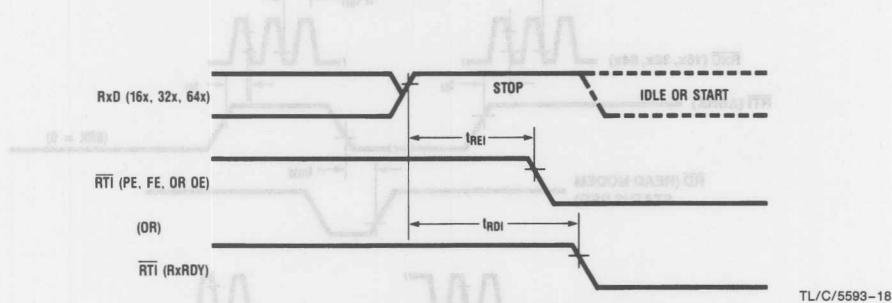 RxD (16x, 32x, 64x)
STOP
IDLE OR START
tREI
RTI (PE, FE, OR OE)
tRDI
(OR)
RTI (RxRDY)
TL/C/5593-18